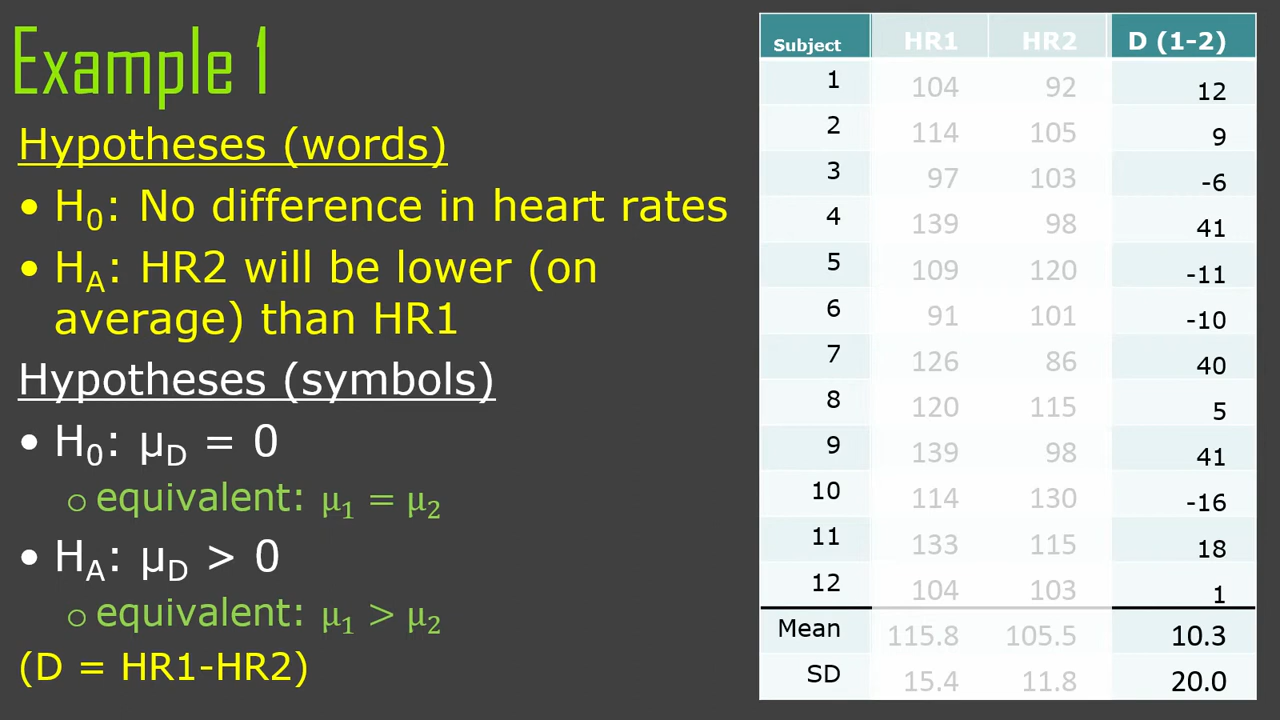 Example 1
Hypotheses (words)
• H₀: No difference in heart rates
• Hₐ: HR2 will be lower (on
average) than HR1
Hypotheses (symbols)
• H₀: μD = 0
○ equivalent: μ₁ = μ₂
• Hₐ: μD > 0
○ equivalent: μ₁ > μ₂
(D = HR1-HR2)
Subject HR1 HR2 D (1-2)
1 104 92 12
2 114 105 9
3 97 103 -6
4 139 98 41
5 109 120 -11
6 91 101 -10
7 126 86 40
8 120 115 5
9 139 98 41
10 114 130 -16
11 133 115 18
12 104 103 1
Mean 115.8 105.5 10.3
SD 15.4 11.8 20.0